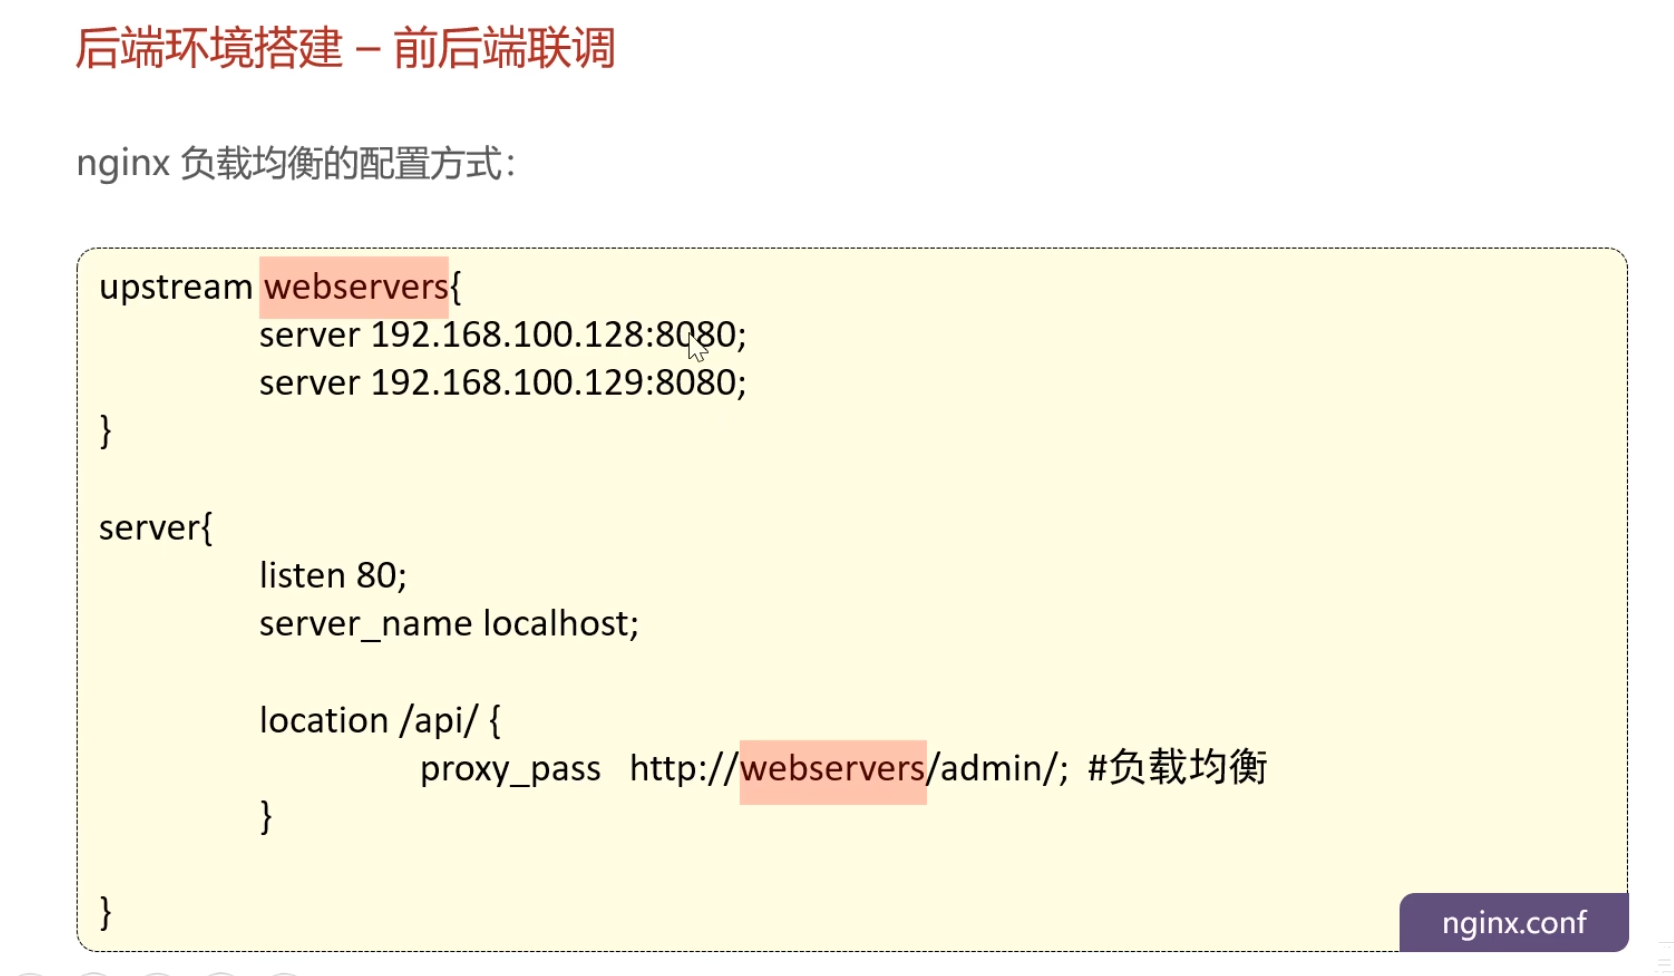 后端环境搭建 – 前后端联调
nginx 负载均衡的配置方式：
upstream webservers{
server 192.168.100.128:8080;
server 192.168.100.129:8080;
}
server{
listen 80;
server_name localhost;
location /api/ {
proxy_pass http://webservers/admin/; #负载均衡
}
}
nginx.conf